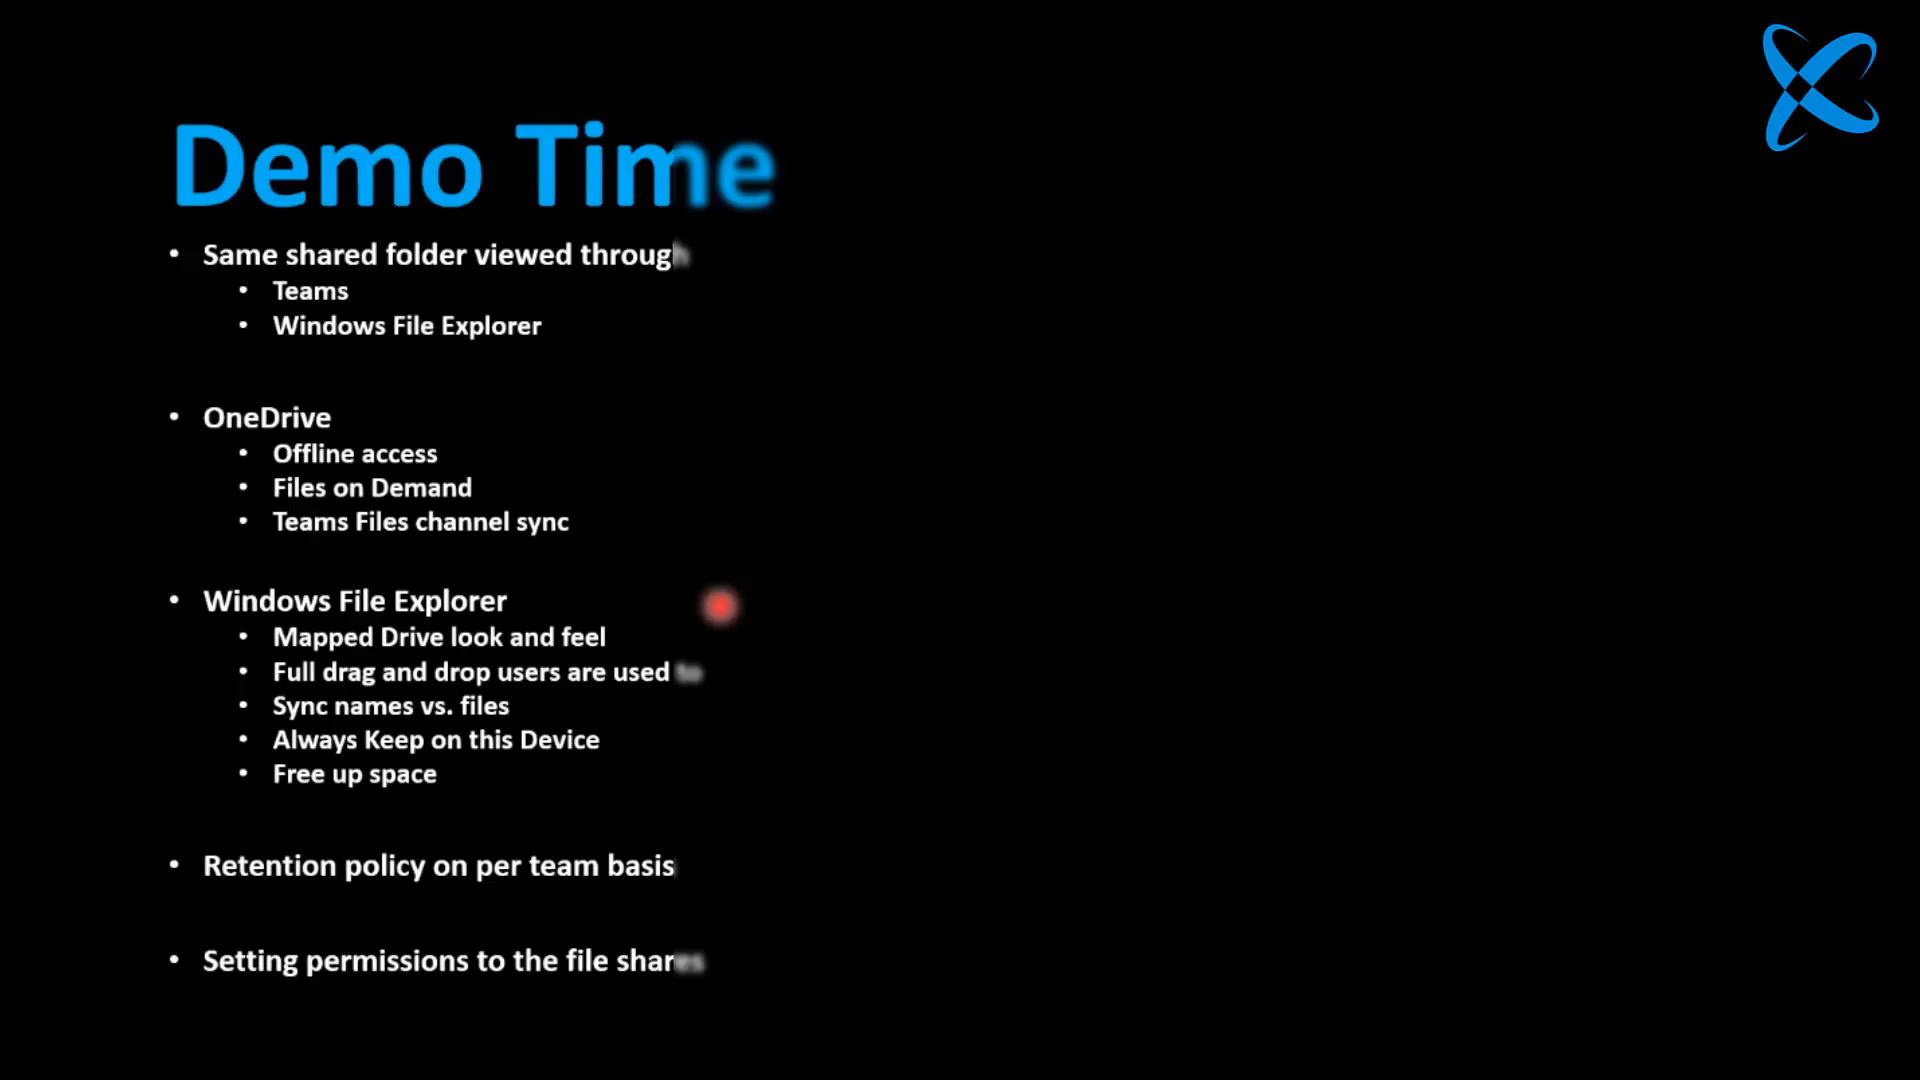 Demo Time
• Same shared folder viewed through
• Teams
• Windows File Explorer
• OneDrive
• Offline access
• Files on Demand
• Teams Files channel sync
• Windows File Explorer
• Mapped Drive look and feel
• Full drag and drop users are used to
• Sync names vs. files
• Always Keep on this Device
• Free up space
• Retention policy on per team basis
• Setting permissions to the file shares